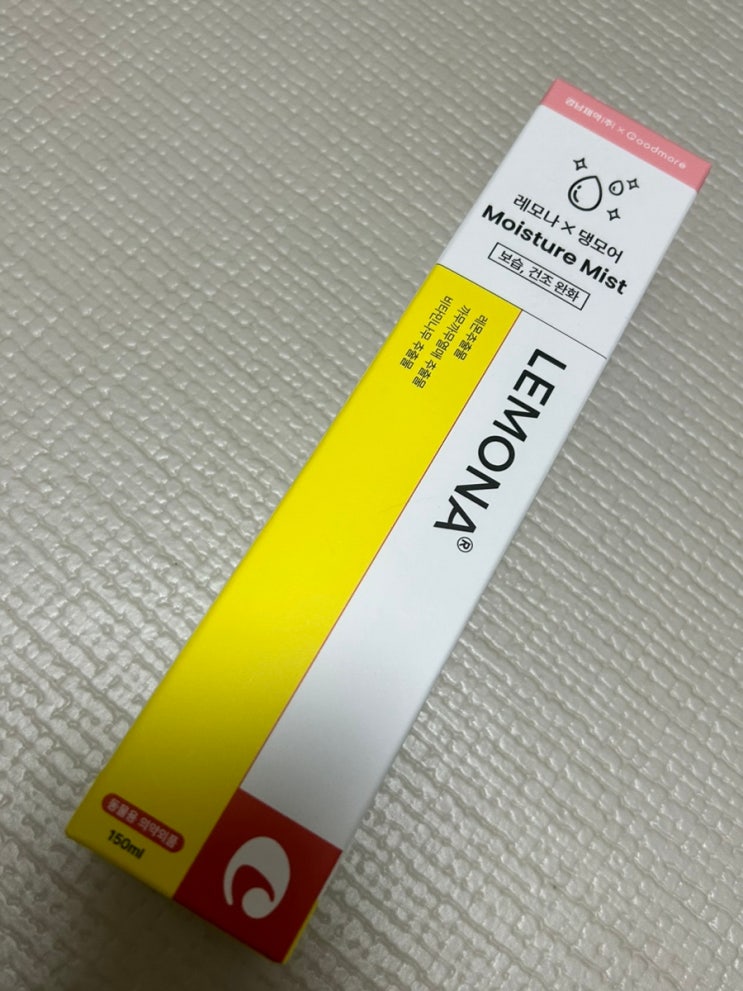 경남제약(주) × Goodmore
레모나 × 댕모어
Moisture Mist
보습, 건조 완화
레몬추출물
까무까무열매 추출물
비타민나무 추출물
LEMONA®
동물용 의약외품
150ml